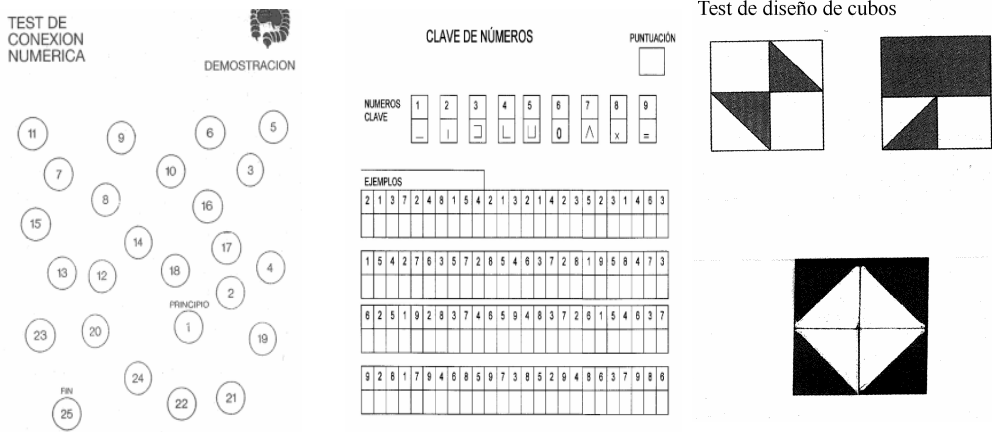 TEST DE
CONEXION
NUMERICA
DEMOSTRACION
11 9 6 5
7 10 3
8 16
15 14 17
13 12 18 4
2
PRINCIPIO
1
23 20 19
24
FIN
25 22 21
CLAVE DE NÚMEROS
PUNTUACIÓN
NUMEROS
CLAVE
1 2 3 4 5 6 7 8 9
_ ı ⊐ L ⊔ 0 Λ x =
EJEMPLOS
2 1 3 7 2 4 8 1 5 4 2 1 3 2 1 4 2 3 5 2 3 1 4 6 3
1 5 4 2 7 6 3 5 7 2 8 5 4 6 3 7 2 8 1 9 5 8 4 7 3
6 2 5 1 9 2 8 3 7 4 6 5 9 4 8 3 7 2 6 1 5 4 6 3 7
9 2 8 1 7 9 4 6 8 5 9 7 3 8 5 2 9 4 8 6 3 7 9 8 6
Test de diseño de cubos